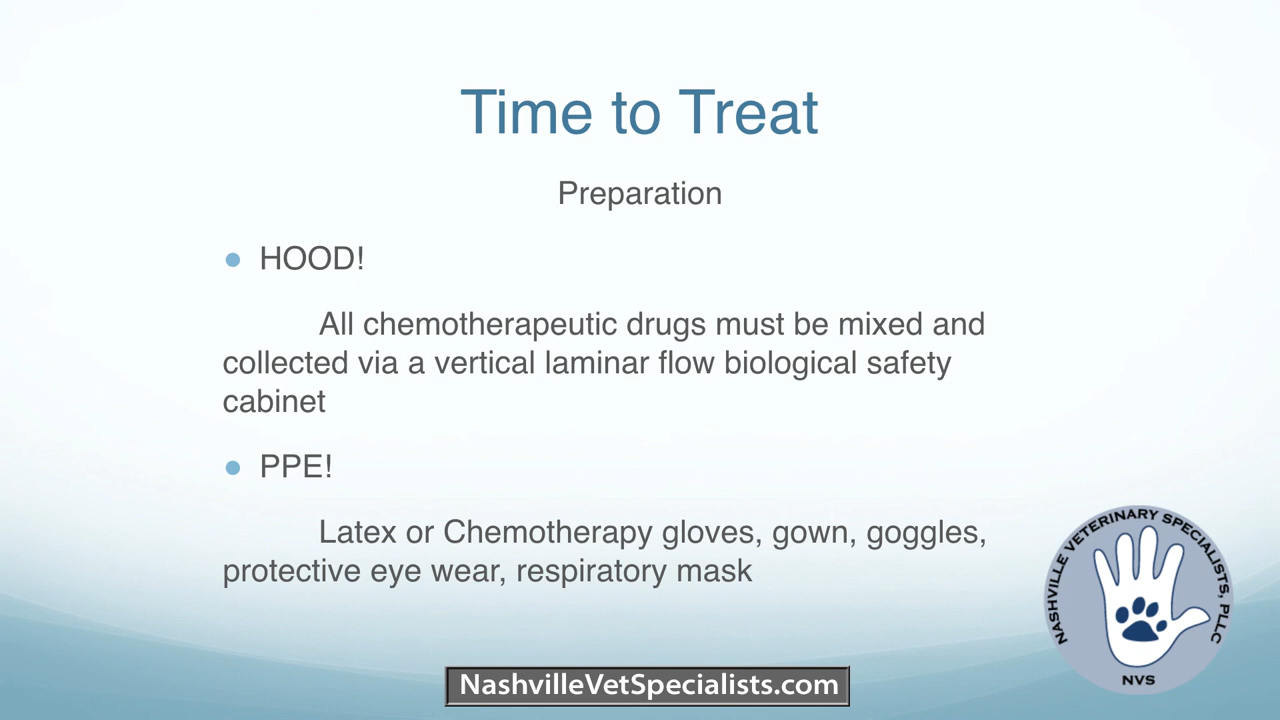 Time to Treat
Preparation
● HOOD!
All chemotherapeutic drugs must be mixed and
collected via a vertical laminar flow biological safety
cabinet
● PPE!
Latex or Chemotherapy gloves, gown, goggles,
protective eye wear, respiratory mask
NASHVILLE VETERINARY SPECIALISTS, PLLC
NVS
NashvilleVetSpecialists.com